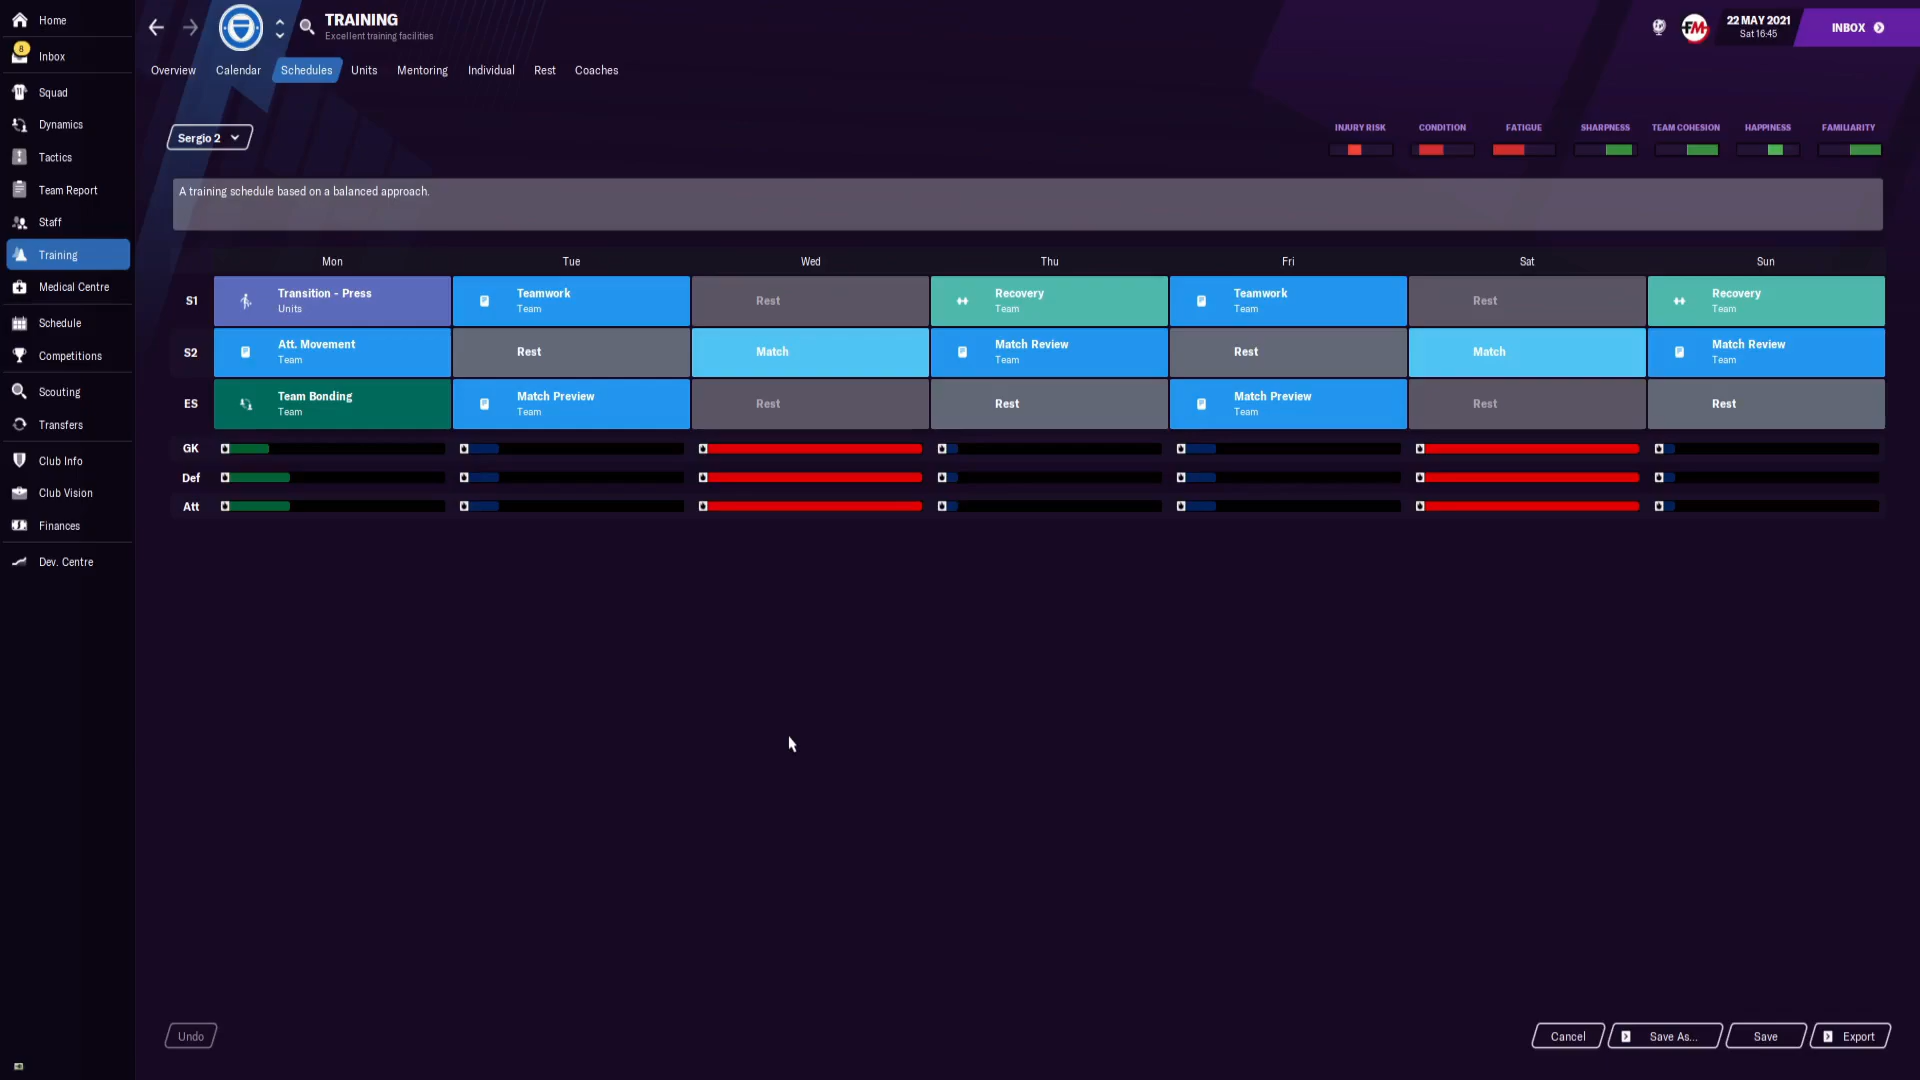 Home
8
Inbox
Squad
Dynamics
Tactics
Team Report
Staff
Training
Medical Centre
Schedule
Competitions
Scouting
Transfers
Club Info
Club Vision
Finances
Dev. Centre
TRAINING
Excellent training facilities
FM
22 MAY 2021
Sat 16:45
INBOX
Overview Calendar Schedules Units Mentoring Individual Rest Coaches
Sergio 2
INJURY RISK CONDITION FATIGUE SHARPNESS TEAM COHESION HAPPINESS FAMILIARITY
A training schedule based on a balanced approach.
Mon Tue Wed Thu Fri Sat Sun
S1
Transition - Press
Units
Teamwork
Team
Rest
Recovery
Team
Teamwork
Team
Rest
Recovery
Team
S2
Att. Movement
Team
Rest
Match
Match Review
Team
Rest
Match
Match Review
Team
ES
Team Bonding
Team
Match Preview
Team
Rest
Rest
Match Preview
Team
Rest
Rest
GK
Def
Att
Undo
Cancel
Save As...
Save
Export